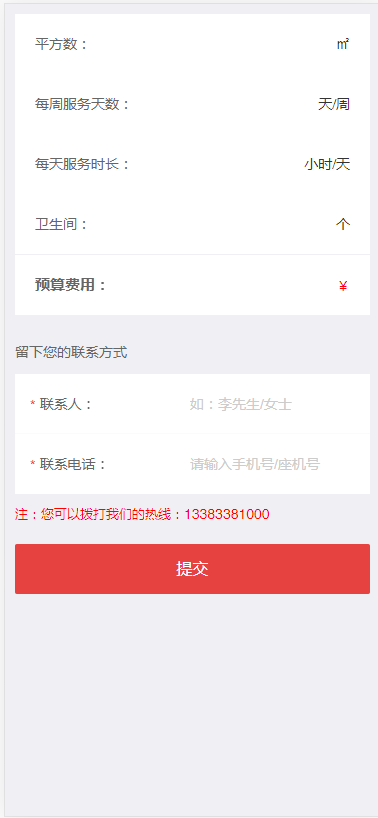 平方数： ㎡
每周服务天数： 天/周
每天服务时长： 小时/天
卫生间： 个
预算费用： ¥
留下您的联系方式
* 联系人： 如：李先生/女士
* 联系电话： 请输入手机号/座机号
注：您可以拨打我们的热线：13383381000
提交